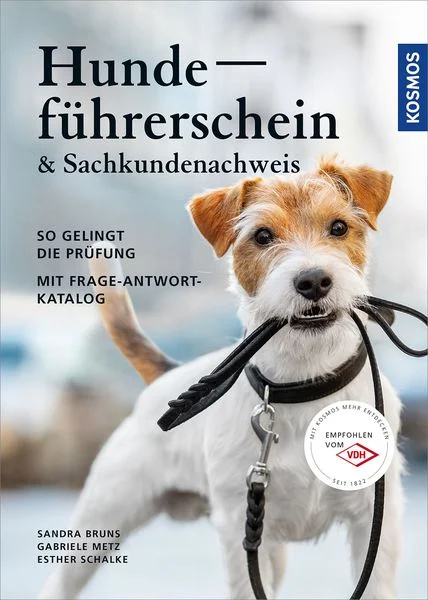 Hunde—
führerschein
& Sachkundenachweis
KOSMOS
SO GELINGT
DIE PRÜFUNG
MIT FRAGE-ANTWORT-
KATALOG
MIT KOSMOS MEHR ENTDECKEN
EMPFOHLEN
VOM VDH
SEIT 1822
SANDRA BRUNS
GABRIELE METZ
ESTHER SCHALKE